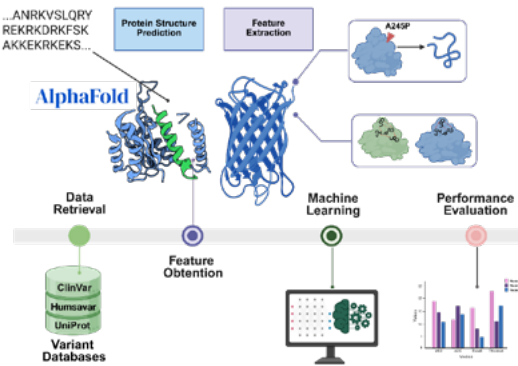 ...ANRKVSLQRY
REKRKDRKFSK
AKKEKRKEKS...
Protein Structure
Prediction
Feature
Extraction
A245P
AlphaFold
Data
Retrieval
Feature
Obtention
Machine
Learning
Performance
Evaluation
ClinVar
Humsavar
UniProt
Variant
Databases